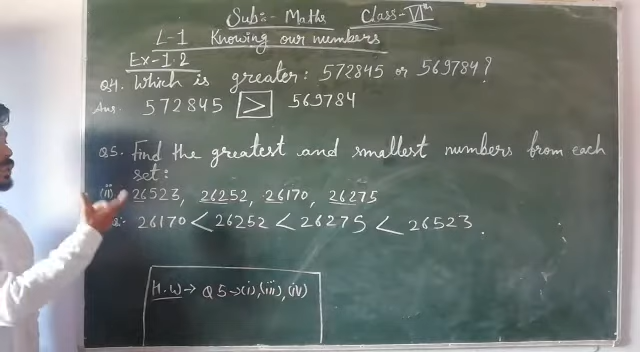 Sub:- Maths Class-VIth
L-1 Knowing our numbers
Ex-1.2
Q4. Which is greater: 572845 or 569784?
Ans. 572845 > 569784
Q5. Find the greatest and smallest numbers from each
set:
(ii) 26523, 26252, 26170, 26275
26170 < 26252 < 26275 < 26523.
H.W → Q5→(i),(iii),(iv)